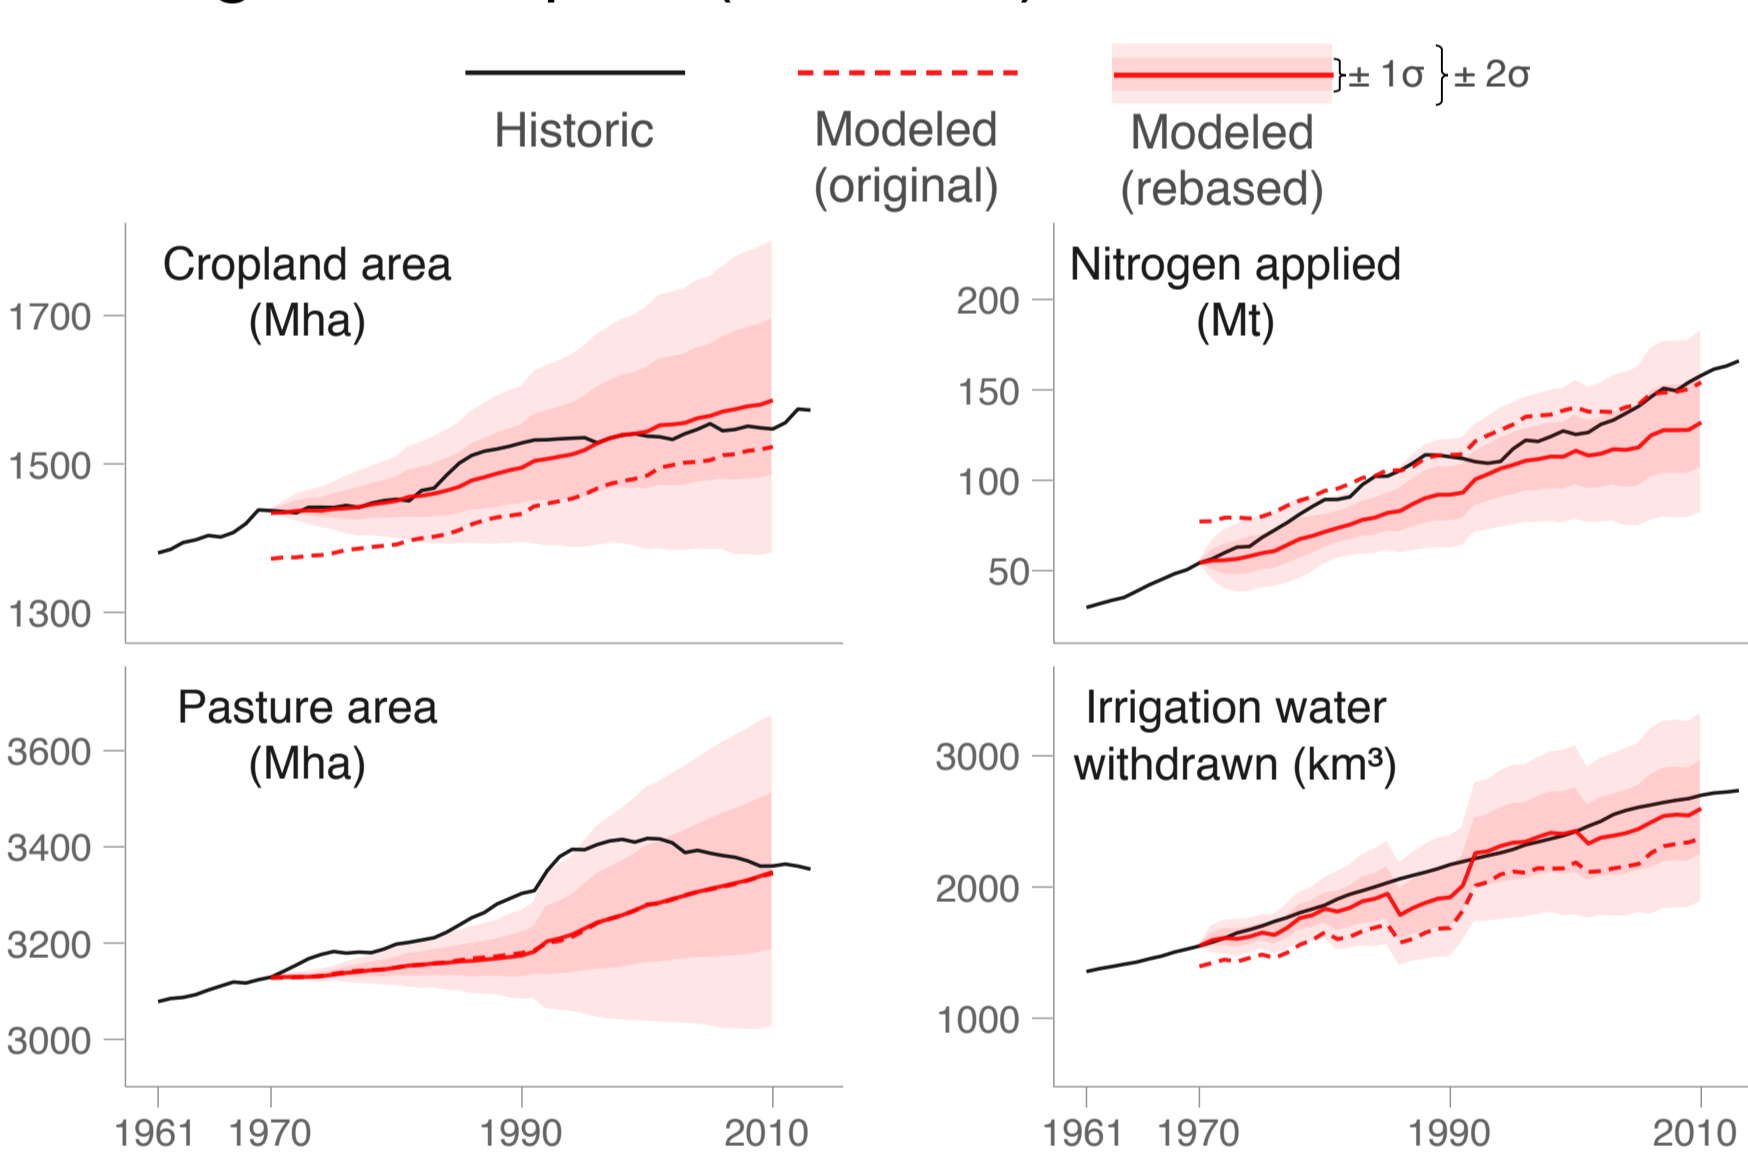 Historic
Modeled
(original)
± 1σ
± 2σ
Modeled
(rebased)
Cropland area
(Mha)
1700
1500
1300
Nitrogen applied
(Mt)
200
150
100
50
Pasture area
(Mha)
3600
3400
3200
3000
1961 1970 1990 2010
Irrigation water
withdrawn (km³)
3000
2000
1000
1961 1970 1990 2010